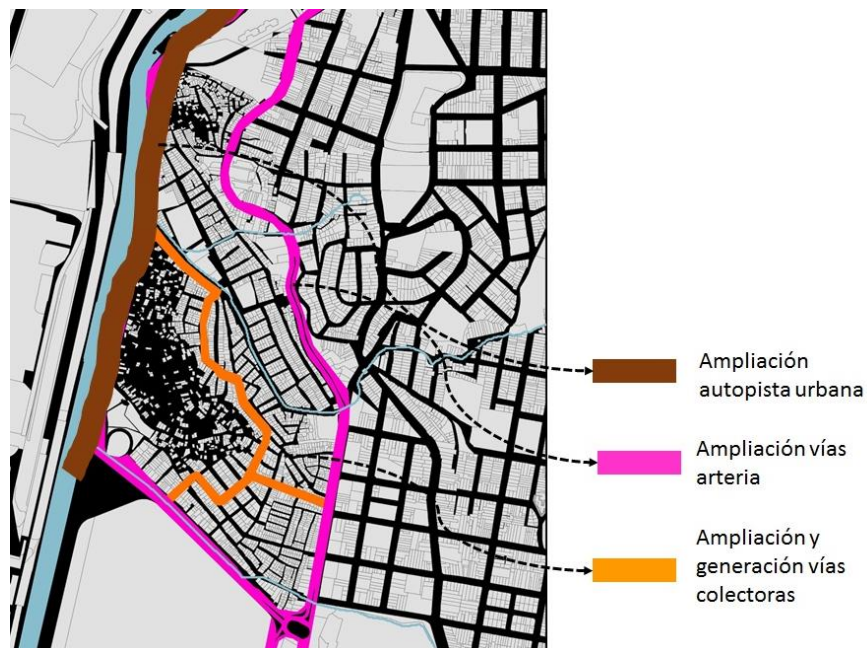 Ampliación
autopista urbana
Ampliación vías
arteria
Ampliación y
generación vías
colectoras